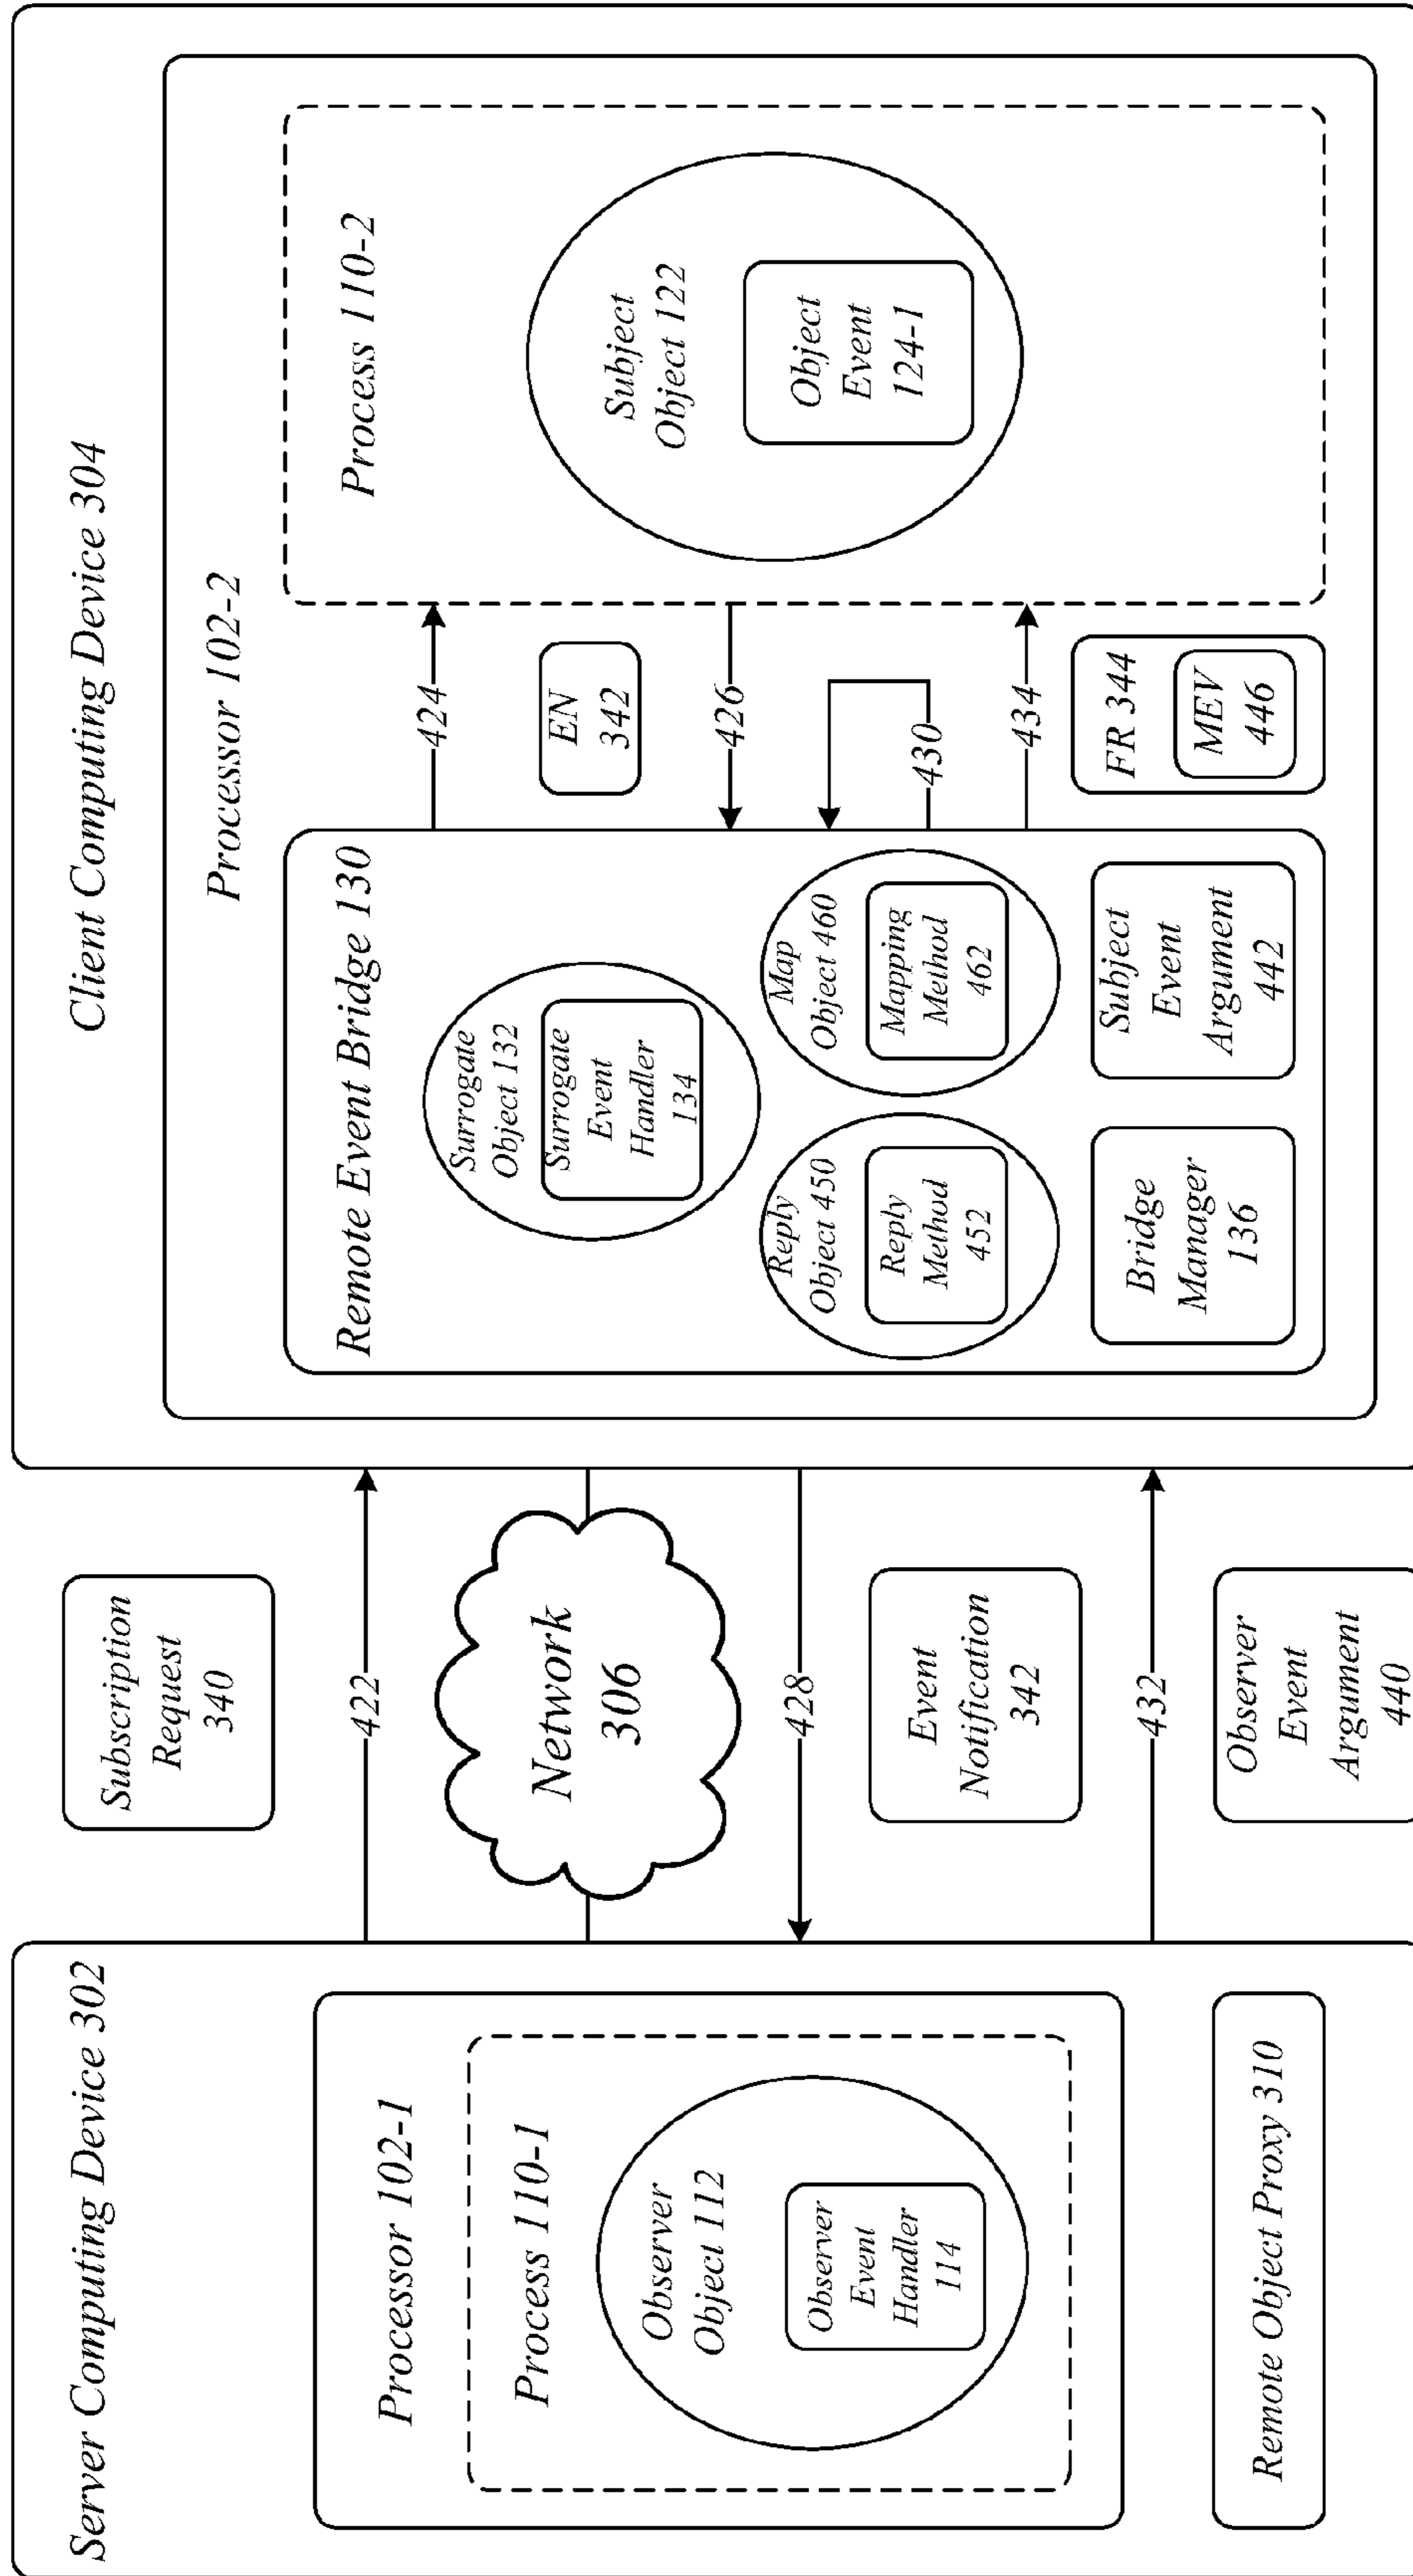 Server Computing Device 302
Processor 102-1
Process 110-1
Observer
Object 112
Observer
Event
Handler
114
Remote Object Proxy 310
Subscription
Request
340
422
Network
306
428
Event
Notification
342
432
Observer
Event
Argument
440
Client Computing Device 304
Processor 102-2
Remote Event Bridge 130
Surrogate
Object 132
Surrogate
Event
Handler
134
Reply
Object 450
Reply
Method
452
Map
Object 460
Mapping
Method
462
Bridge
Manager
136
Subject
Event
Argument
442
424
EN
342
426
430
434
FR 344
MEV
446
Process 110-2
Subject
Object 122
Object
Event
124-1